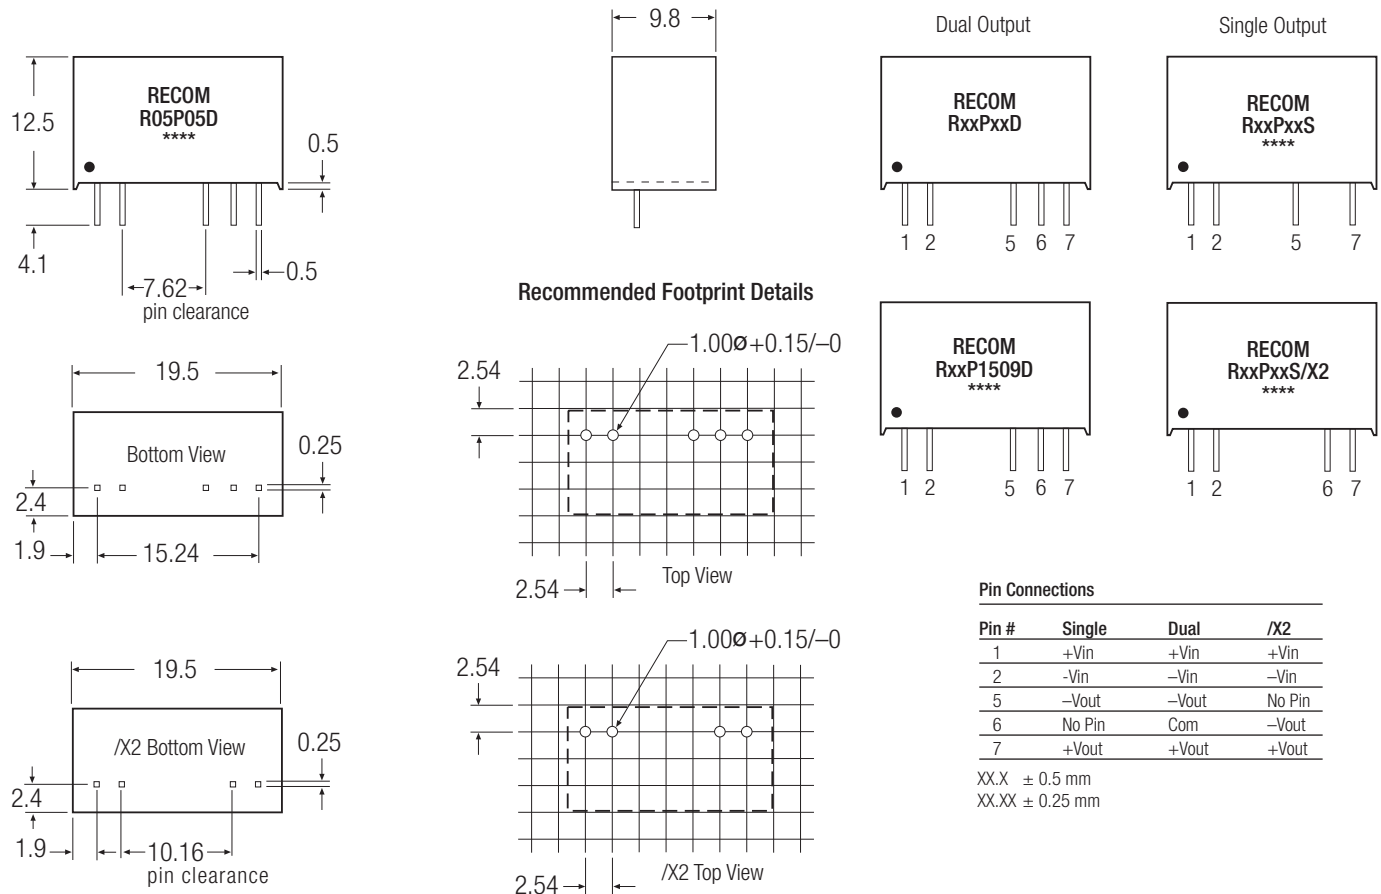 12.5
RECOM
R05P05D
****
0.5
4.1
7.62
pin clearance
0.5
19.5
Bottom View
0.25
2.4
1.9
15.24
19.5
/X2 Bottom View
0.25
2.4
1.9
10.16
pin clearance
9.8
Recommended Footprint Details
1.00ø+0.15/–0
2.54
2.54
Top View
1.00ø+0.15/–0
2.54
2.54
/X2 Top View
Dual Output
RECOM
RxxPxxD
1 2 5 6 7
Single Output
RECOM
RxxPxxS
****
1 2 5 7
RECOM
RxxP1509D
****
1 2 5 6 7
RECOM
RxxPxxS/X2
****
1 2 6 7
Pin Connections
Pin # Single Dual /X2
1 +Vin +Vin +Vin
2 -Vin –Vin –Vin
5 –Vout –Vout No Pin
6 No Pin Com –Vout
7 +Vout +Vout +Vout
XX.X ± 0.5 mm
XX.XX ± 0.25 mm